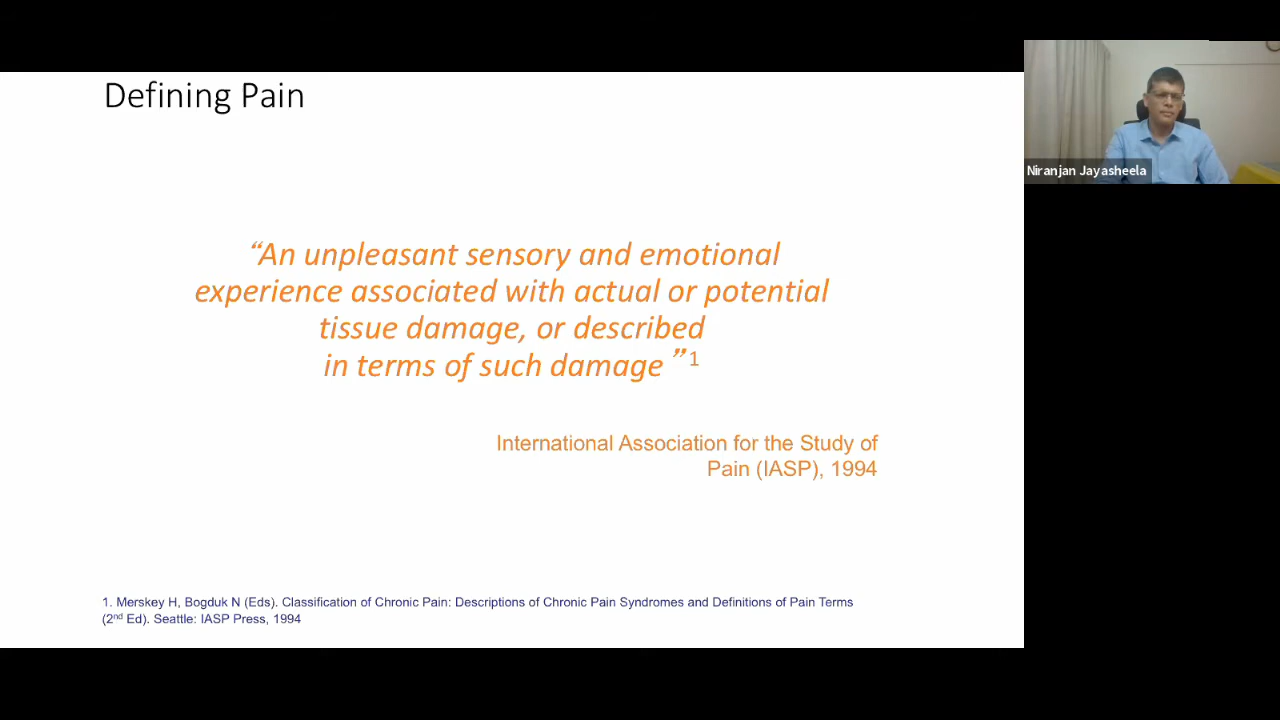 Defining Pain
Niranjan Jayasheela
“An unpleasant sensory and emotional
experience associated with actual or potential
tissue damage, or described
in terms of such damage ”1
International Association for the Study of
Pain (IASP), 1994
1. Merskey H, Bogduk N (Eds). Classification of Chronic Pain: Descriptions of Chronic Pain Syndromes and Definitions of Pain Terms
(2nd Ed). Seattle: IASP Press, 1994